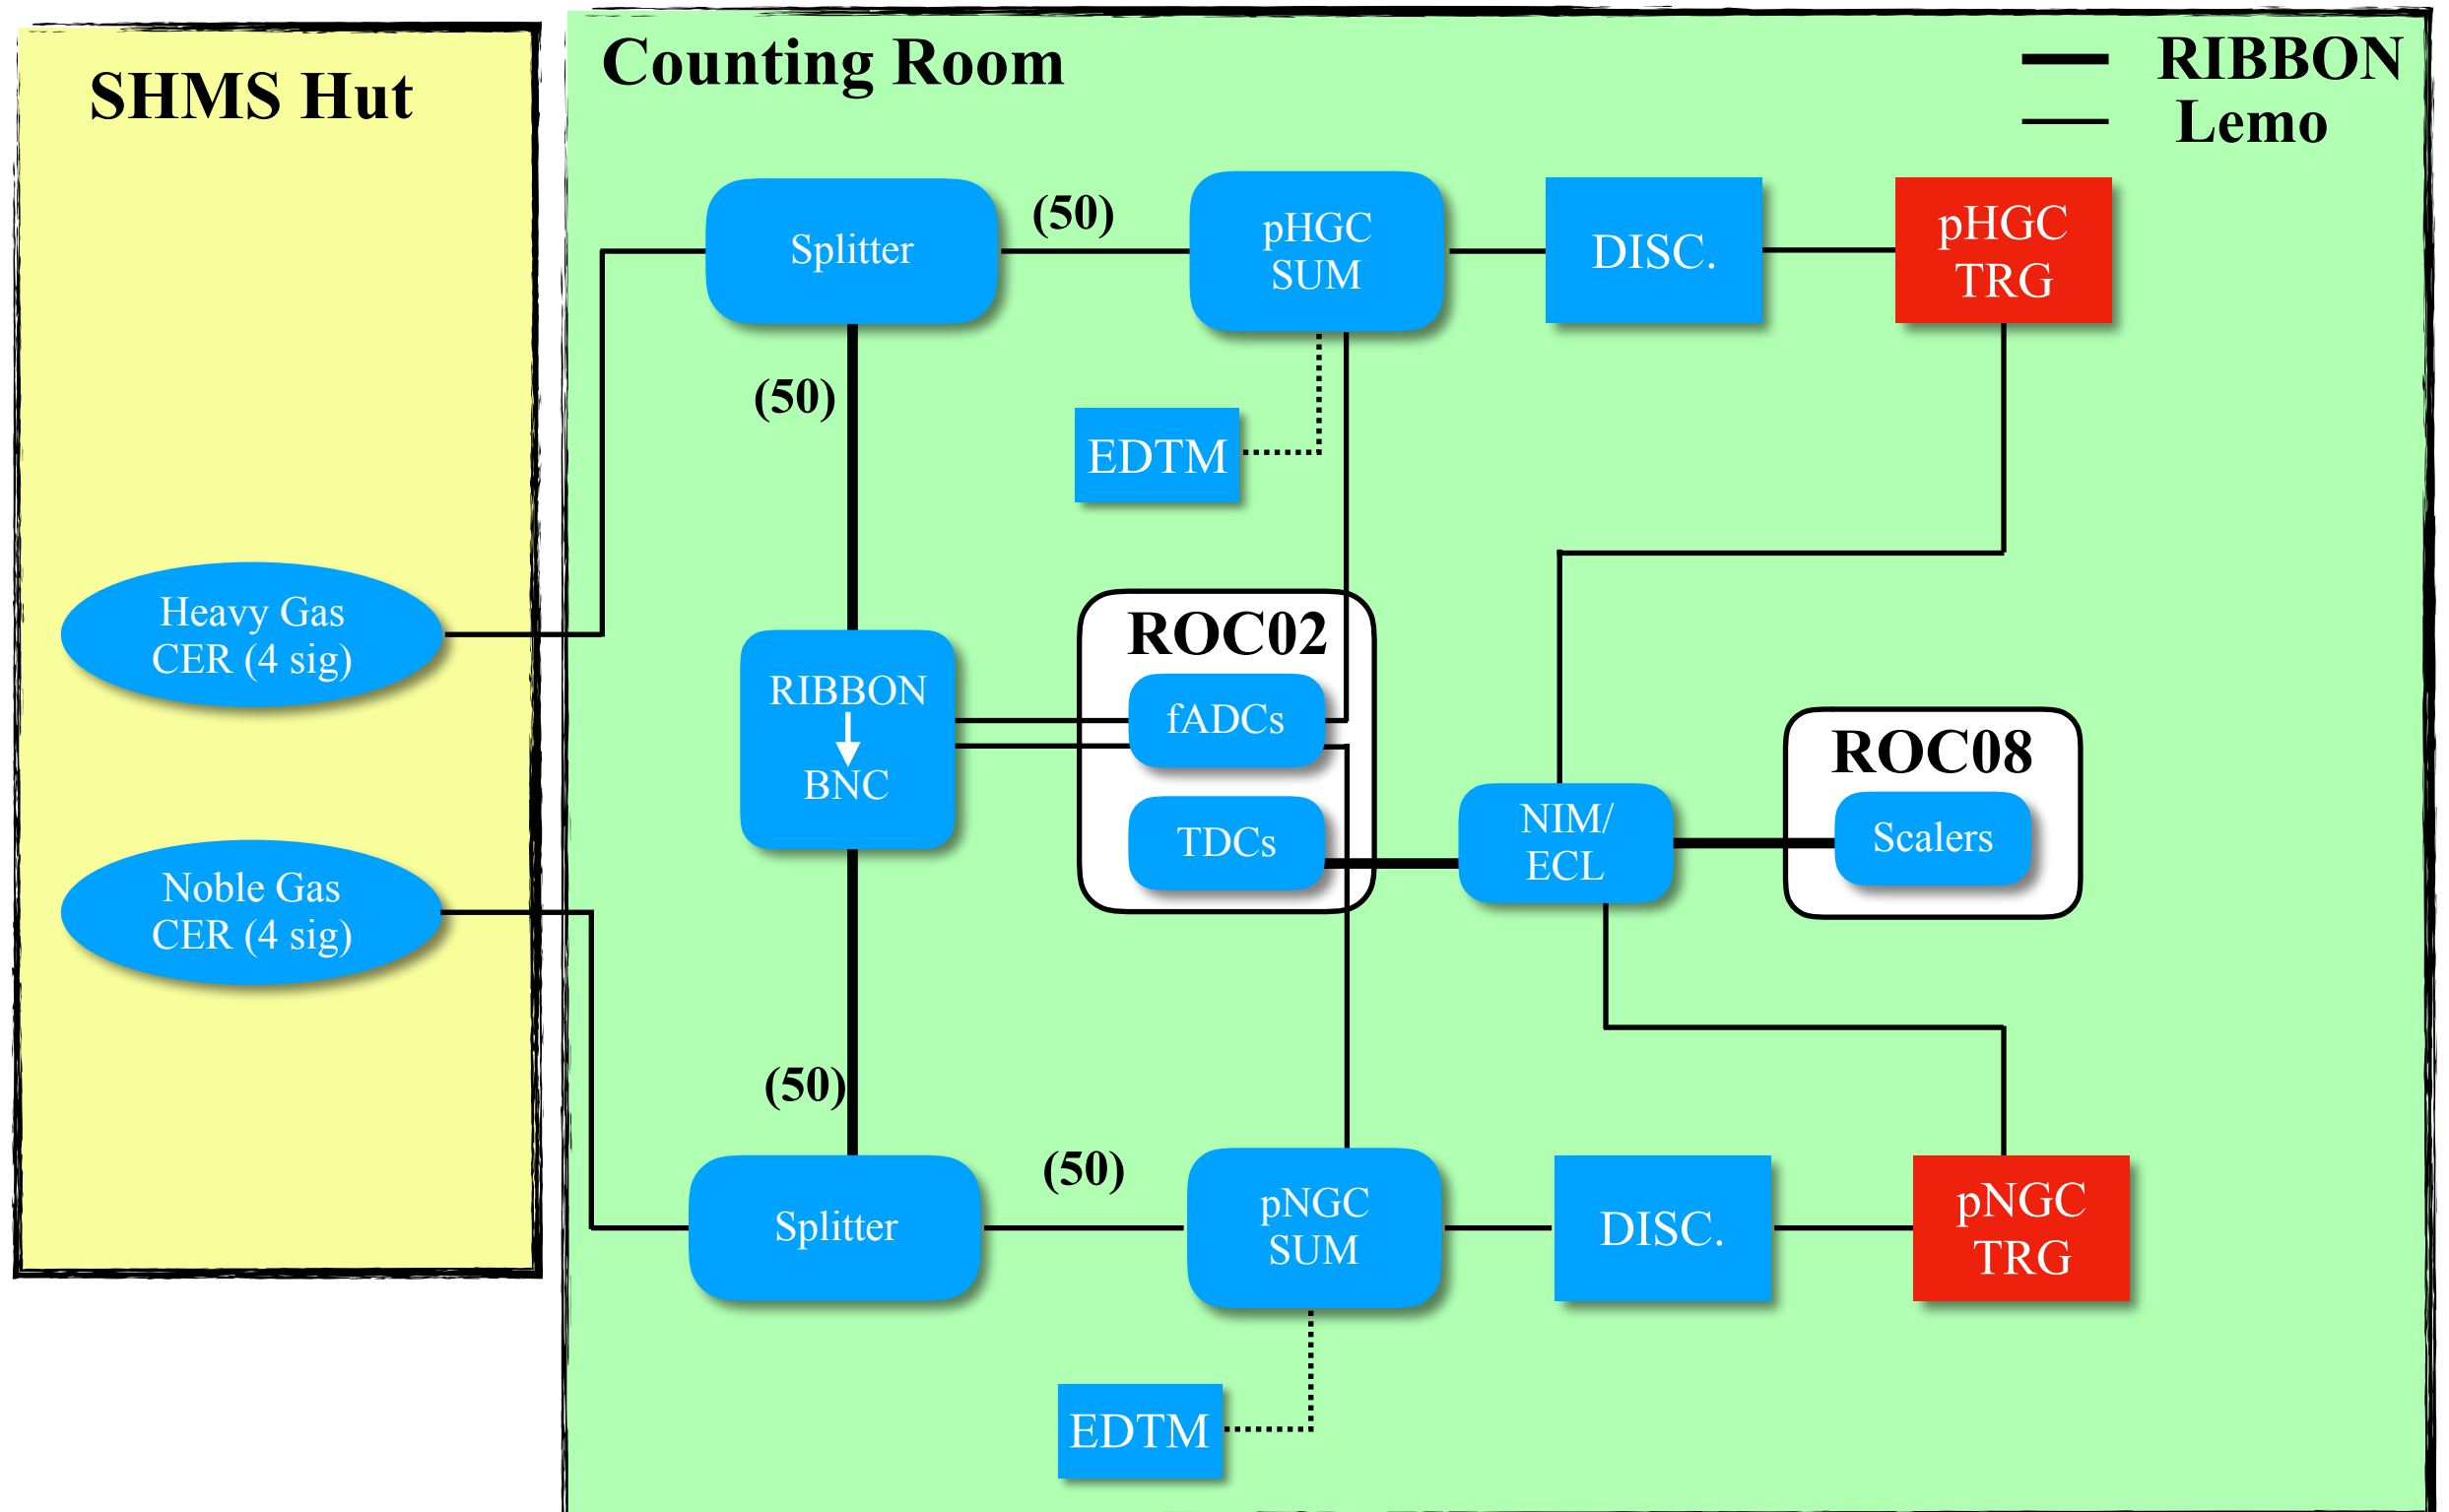 SHMS Hut
Counting Room
RIBBON
Lemo
Splitter
(50)
pHGC
SUM
DISC.
pHGC
TRG
(50)
EDTM
Heavy Gas
CER (4 sig)
RIBBON
BNC
ROC02
fADCs
TDCs
NIM/
ECL
ROC08
Scalers
Noble Gas
CER (4 sig)
(50)
Splitter
(50)
pNGC
SUM
DISC.
pNGC
TRG
EDTM